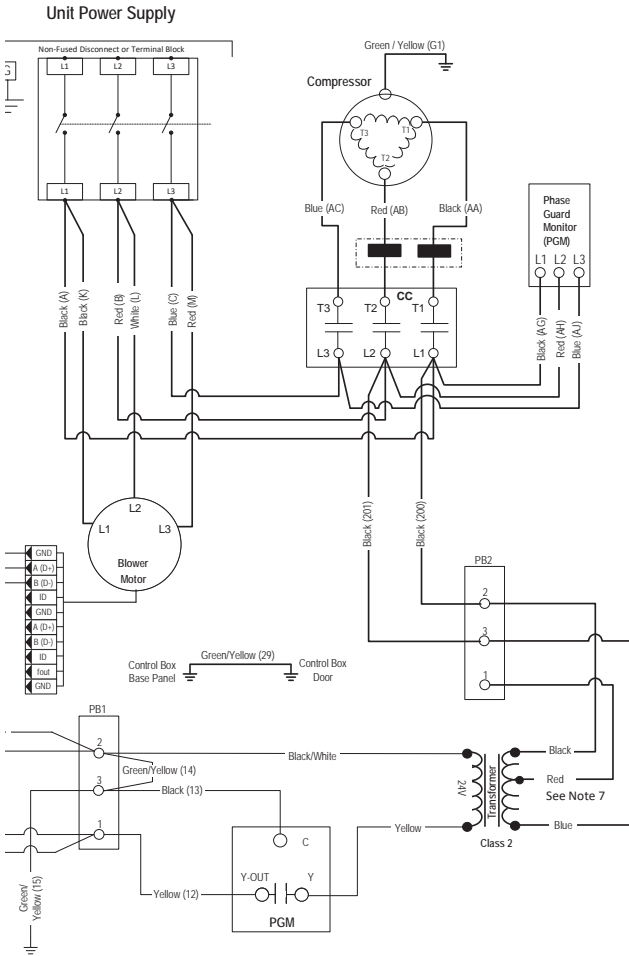 Unit Power Supply
Non-Fused Disconnect or Terminal Block
L1
L2
L3
L1
L2
L3
Green / Yellow (G1)
Compressor
T3
T1
T2
Blue (AC)
Red (AB)
Black (AA)
Phase
Guard
Monitor
(PGM)
L1 L2 L3
CC
T3
T2
T1
L3
L2
L1
Black (A)
Black (K)
Red (B)
White (L)
Blue (C)
Red (M)
Black (AG)
Red (AH)
Blue (AJ)
Black (201)
Black (200)
L1
L2
L3
Blower
Motor
GND
A (D+)
B (D-)
ID
GND
A (D+)
B (D-)
ID
fout
GND
PB2
2
3
1
Control Box
Base Panel
Green/Yellow (29)
Control Box
Door
PB1
2
3
1
Black/White
Green/Yellow (14)
Black (13)
24V
Transformer
Black
Red
See Note 7
Blue
Class 2
Yellow
C
Y-OUT
Y
PGM
Yellow (12)
Green/
Yellow (15)